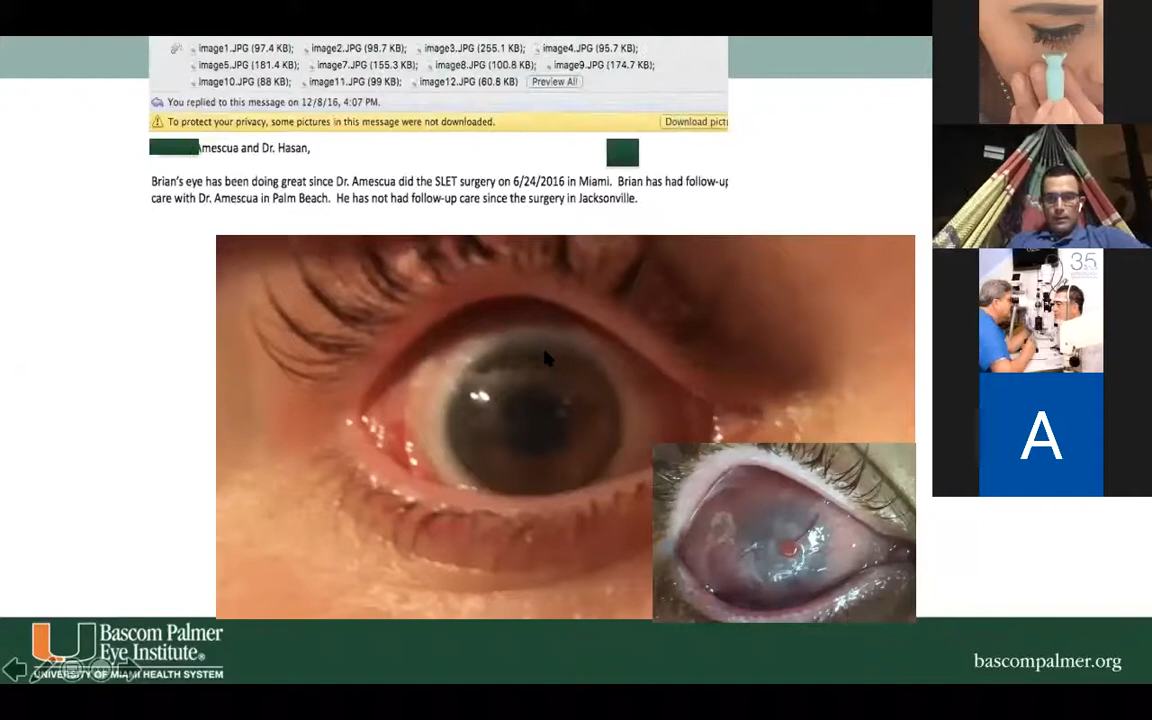 image1.JPG (97.4 KB); image2.JPG (98.7 KB); image3.JPG (255.1 KB); image4.JPG (95.7 KB);
image5.JPG (181.4 KB); image7.JPG (155.3 KB); image8.JPG (100.8 KB); image9.JPG (174.7 KB);
image10.JPG (88 KB); image11.JPG (99 KB); image12.JPG (60.8 KB) Preview All
You replied to this message on 12/8/16, 4:07 PM.
To protect your privacy, some pictures in this message were not downloaded. Download pict
Amescua and Dr. Hasan,
Brian's eye has been doing great since Dr. Amescua did the SLET surgery on 6/24/2016 in Miami. Brian has had follow-up
care with Dr. Amescua in Palm Beach. He has not had follow-up care since the surgery in Jacksonville.
35
A
Bascom Palmer
Eye Institute®
UNIVERSITY OF MIAMI HEALTH SYSTEM
bascompalmer.org